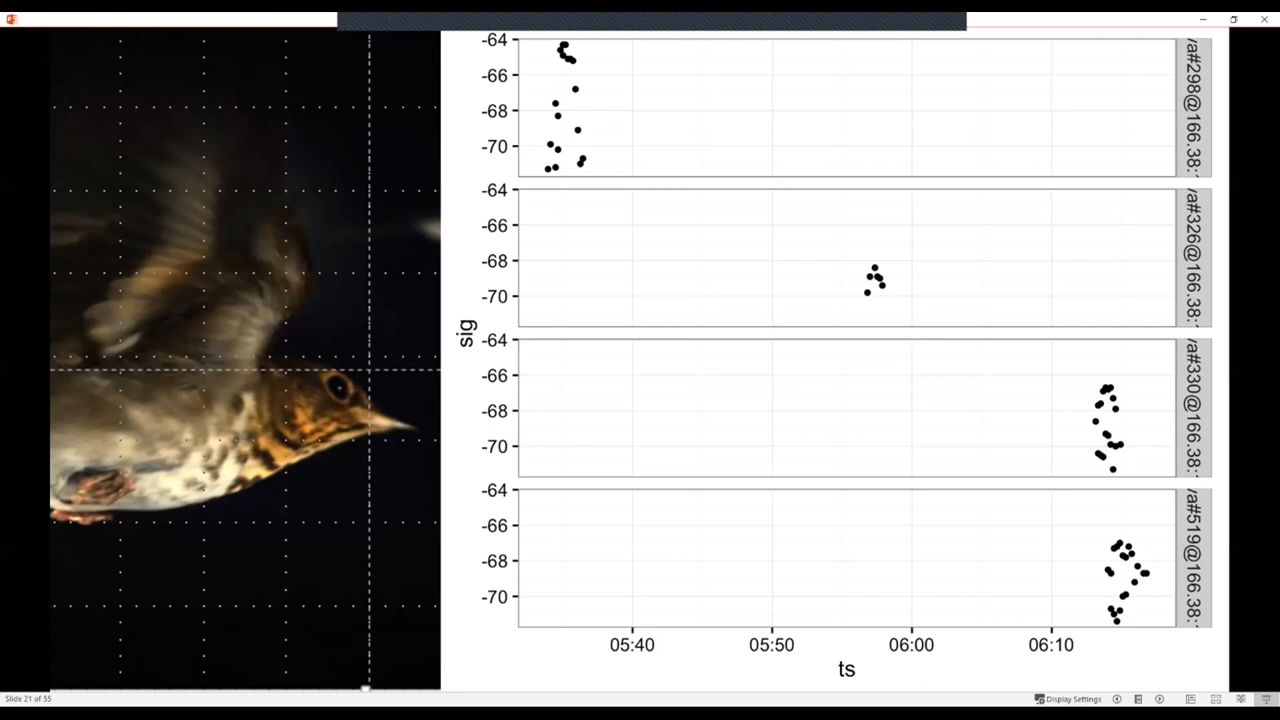 -64
-66
-68
-70
/a#298@166.38:
-64
-66
-68
-70
/a#326@166.38:
-64
-66
-68
-70
/a#330@166.38:
-64
-66
-68
-70
/a#519@166.38:
sig
05:40 05:50 06:00 06:10
ts
Slide 21 of 55
Display Settings